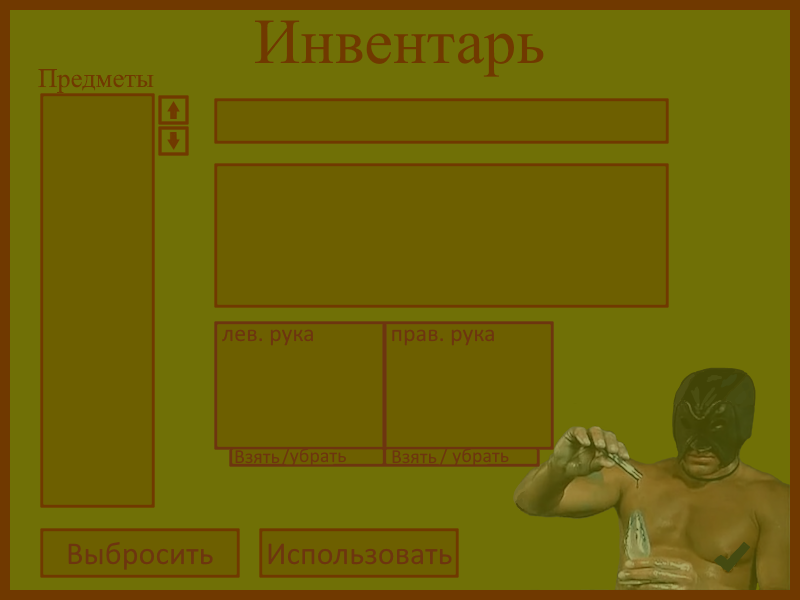 Инвентарь
Предметы
лев. рука
прав. рука
Взять/убрать
Взять / убрать
Выбросить
Использовать